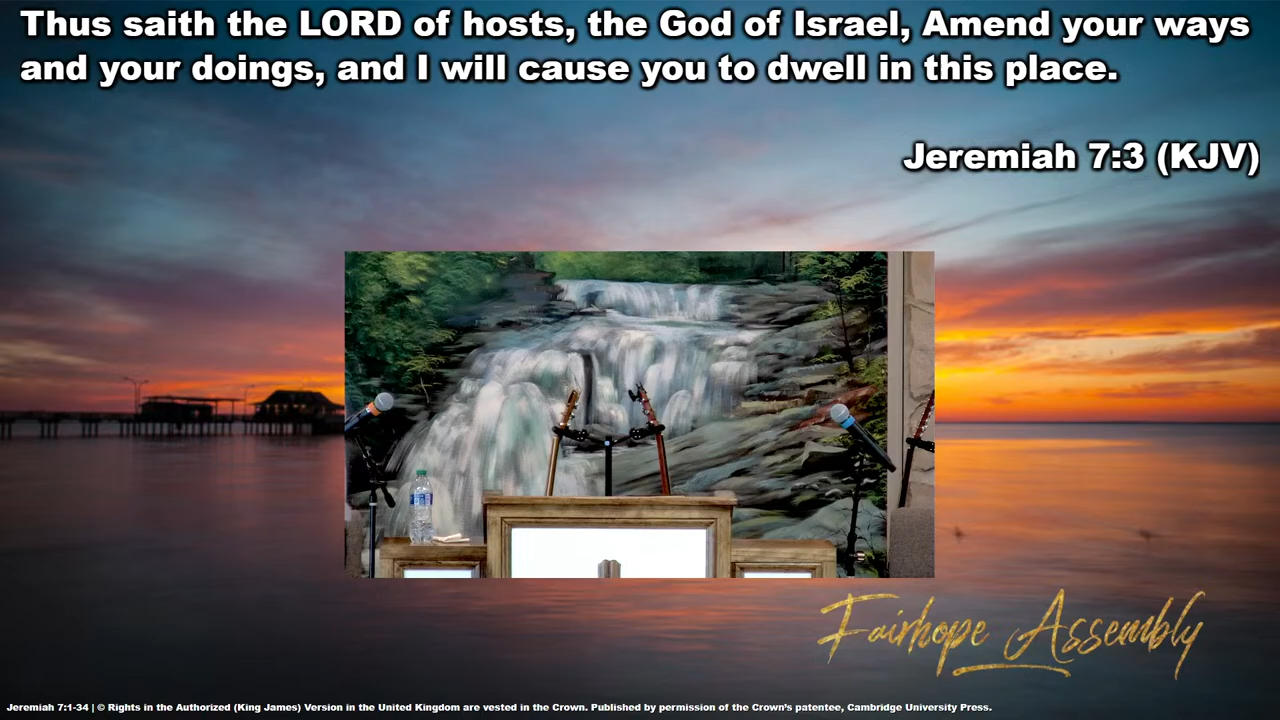 Thus saith the LORD of hosts, the God of Israel, Amend your ways
and your doings, and I will cause you to dwell in this place.
Jeremiah 7:3 (KJV)
Fairhope Assembly
Jeremiah 7:1-34 | © Rights in the Authorized (King James) Version in the United Kingdom are vested in the Crown. Published by permission of the Crown’s patentee, Cambridge University Press.